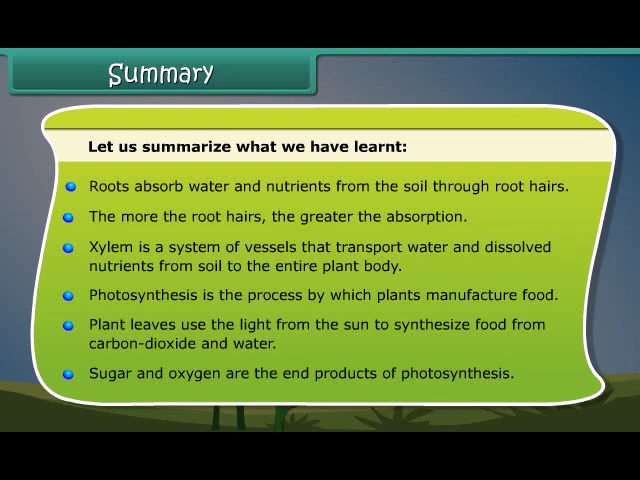 Summary
Let us summarize what we have learnt:
Roots absorb water and nutrients from the soil through root hairs.
The more the root hairs, the greater the absorption.
Xylem is a system of vessels that transport water and dissolved
nutrients from soil to the entire plant body.
Photosynthesis is the process by which plants manufacture food.
Plant leaves use the light from the sun to synthesize food from
carbon-dioxide and water.
Sugar and oxygen are the end products of photosynthesis.